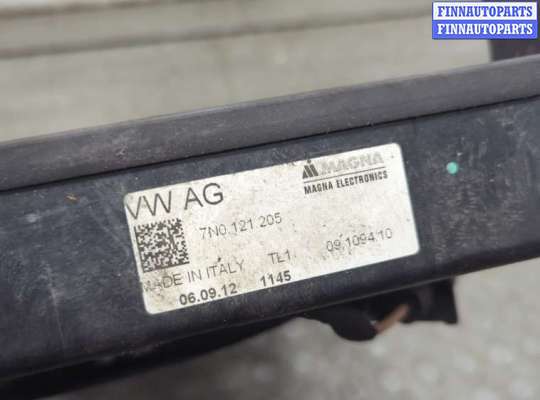 FINNAUTOPARTS
FINNAUTOPARTS
VW AG
MAGNA
MAGNA ELECTRONICS
7N0.121 205
MADE IN ITALY TL1 09.1094.10
06.09.12 1145